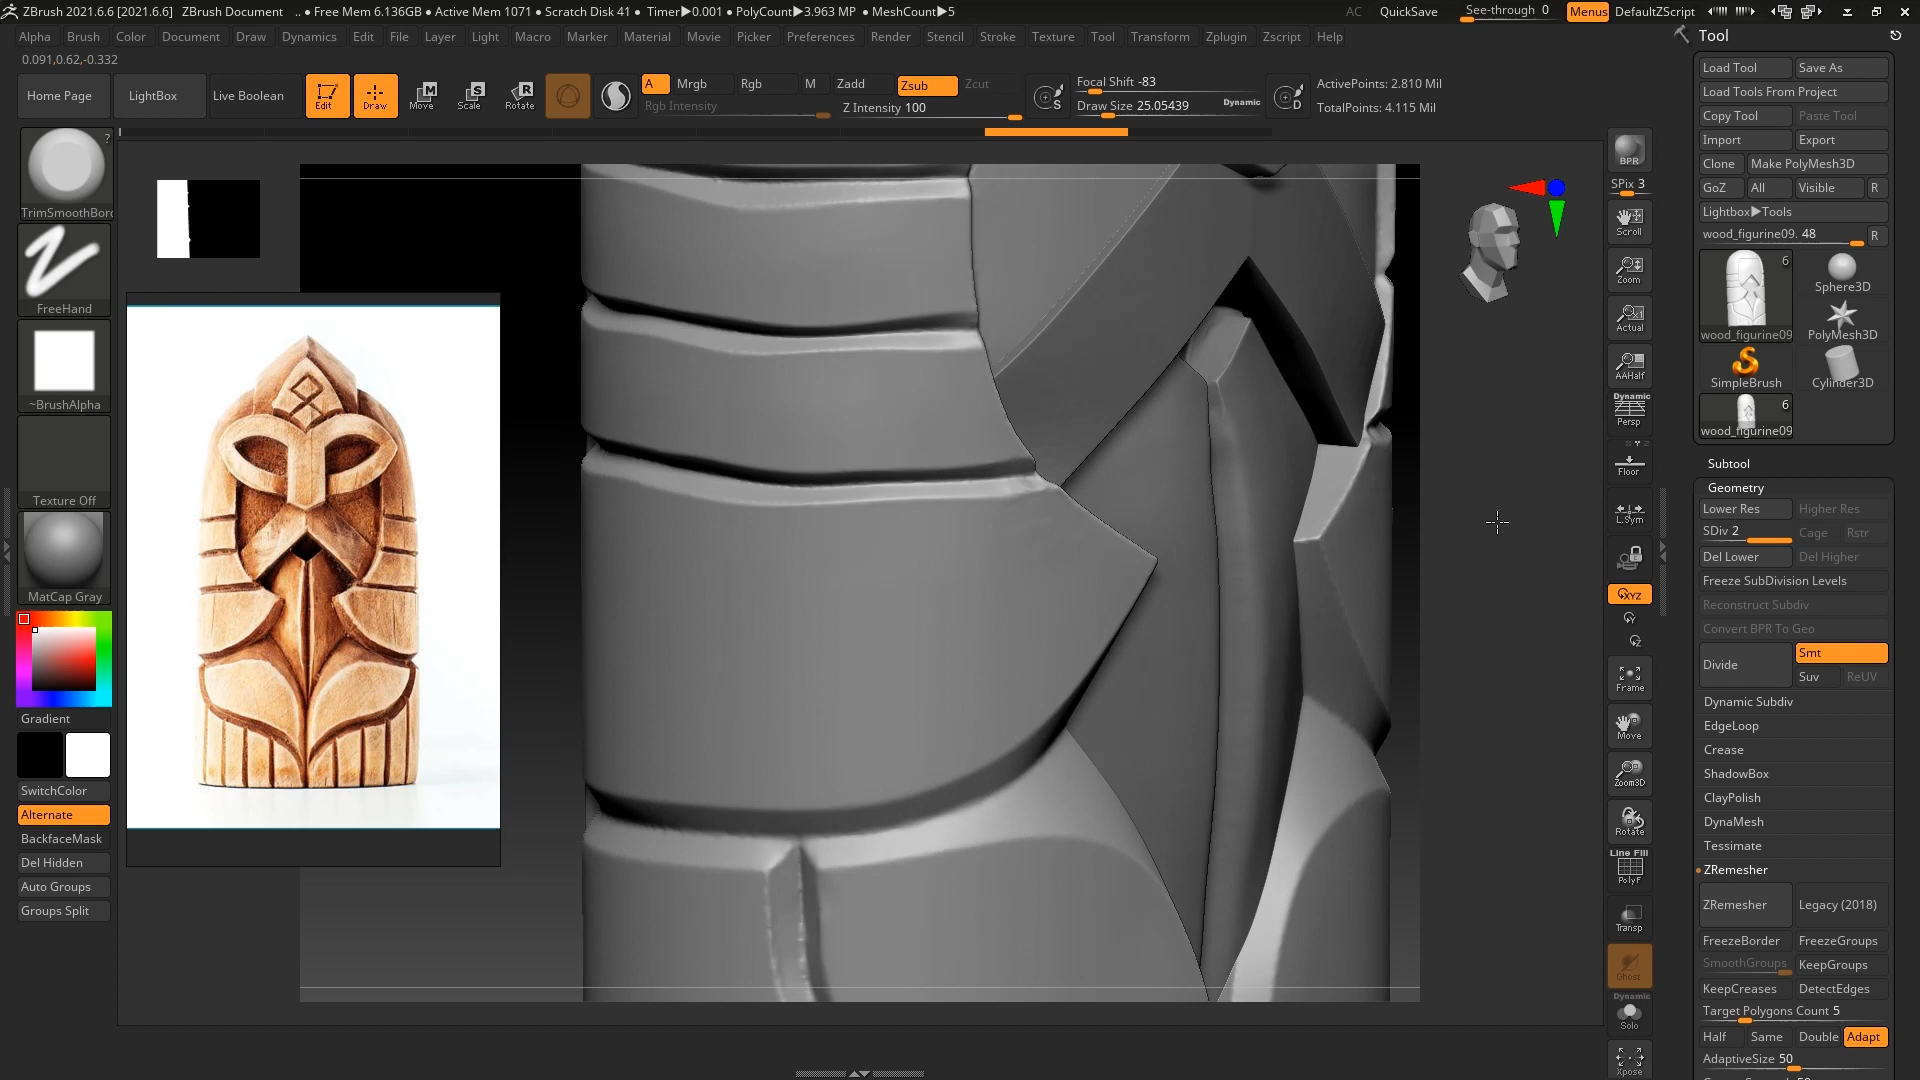 ZBrush 2021.6.6 [2021.6.6] ZBrush Document .. • Free Mem 6.136GB • Active Mem 1071 • Scratch Disk 41 • Timer▶0.001 • PolyCount▶3.963 MP • MeshCount▶5 AC QuickSave See-through 0 Menus DefaultZScript
Alpha Brush Color Document Draw Dynamics Edit File Layer Light Macro Marker Material Movie Picker Preferences Render Stencil Stroke Texture Tool Transform Zplugin Zscript Help
0.091,0.62,-0.332
Home Page LightBox Live Boolean Edit Draw Move Scale Rotate
A Mrgb Rgb M Zadd Zsub Zcut
Rgb Intensity Z Intensity 100
Focal Shift -83
Draw Size 25.05439 Dynamic
ActivePoints: 2.810 Mil
TotalPoints: 4.115 Mil
?
TrimSmoothBorc
FreeHand
~BrushAlpha
Texture Off
MatCap Gray
Gradient
SwitchColor
Alternate
BackfaceMask
Del Hidden
Auto Groups
Groups Split
BPR
SPix 3
Scroll
Zoom
Actual
AAHalf
Dynamic
Persp
Floor
L.Sym
XYZ
Y
Z
Frame
Move
Zoom3D
Rotate
Line Fill
PolyF
Transp
Ghost
Dynamic
Solo
Xpose
Tool
Load Tool Save As
Load Tools From Project
Copy Tool Paste Tool
Import Export
Clone Make PolyMesh3D
GoZ All Visible R
Lightbox▶Tools
wood_figurine09. 48 R
6
Sphere3D
wood_figurine09 PolyMesh3D
SimpleBrush Cylinder3D
6
wood_figurine09
Subtool
Geometry
Lower Res Higher Res
SDiv 2 Cage Rstr
Del Lower Del Higher
Freeze SubDivision Levels
Reconstruct Subdiv
Convert BPR To Geo
Divide Smt
Suv ReUV
Dynamic Subdiv
EdgeLoop
Crease
ShadowBox
ClayPolish
DynaMesh
Tessimate
ZRemesher
ZRemesher Legacy (2018)
FreezeBorder FreezeGroups
SmoothGroups KeepGroups
KeepCreases DetectEdges
Target Polygons Count 5
Half Same Double Adapt
AdaptiveSize 50